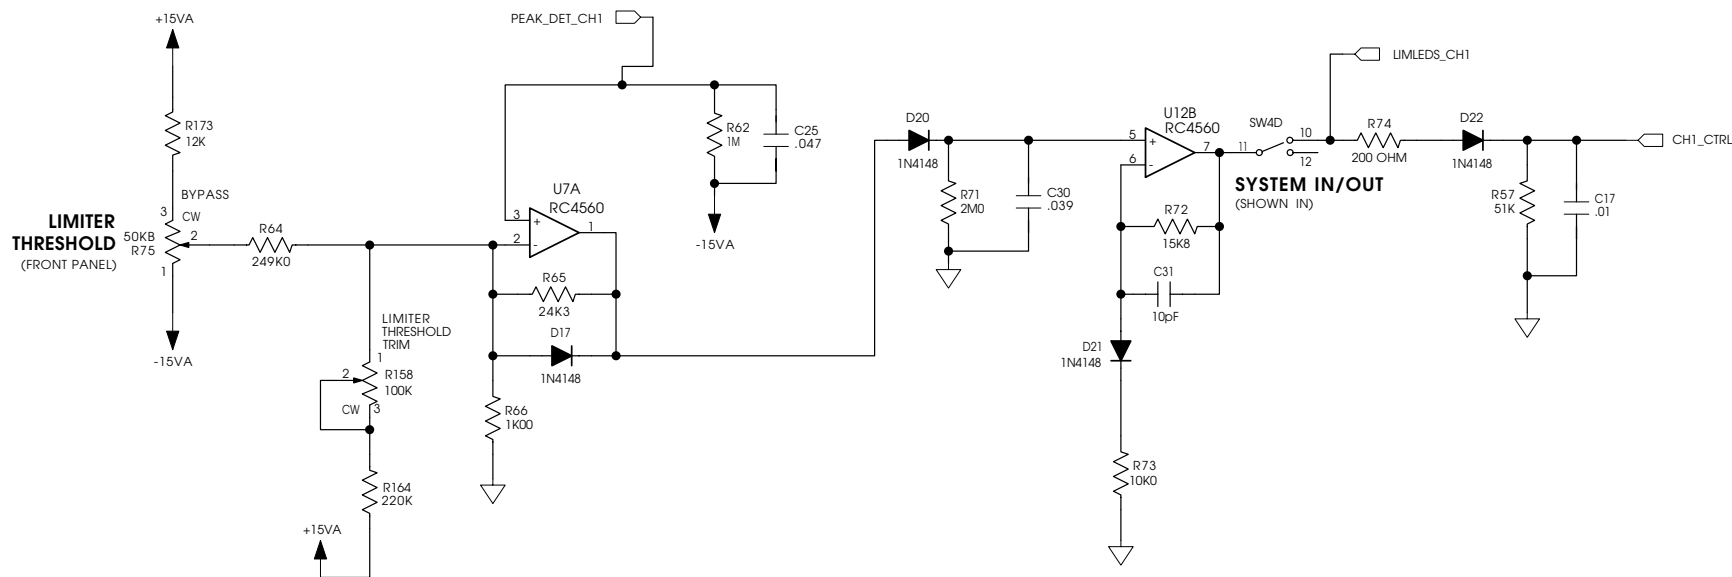 +15VA
R173
12K
BYPASS
3
CW
2
1
LIMITER
THRESHOLD
(FRONT PANEL)
50KB
R75
-15VA
R64
249K0
LIMITER
THRESHOLD
TRIM
1
2
R158
100K
CW
3
R164
220K
+15VA
PEAK_DET_CH1
R62
1M
C25
.047
-15VA
U7A
RC4560
3
+
2
-
1
R65
24K3
D17
1N4148
R66
1K00
D20
1N4148
R71
2M0
C30
.039
U12B
RC4560
5
+
6
-
7
R72
15K8
C31
10pF
D21
1N4148
R73
10K0
SW4D
11
10
12
SYSTEM IN/OUT
(SHOWN IN)
LIMLEDS_CH1
R74
200 OHM
D22
1N4148
R57
51K
C17
.01
CH1_CTRL